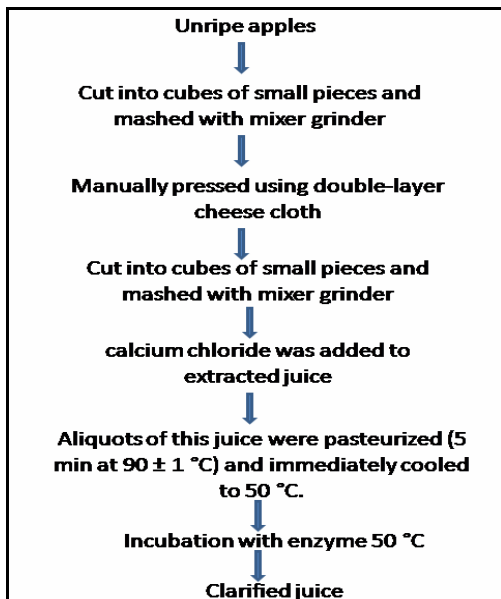 Unripe apples
Cut into cubes of small pieces and
mashed with mixer grinder
Manually pressed using double-layer
cheese cloth
Cut into cubes of small pieces and
mashed with mixer grinder
calcium chloride was added to
extracted juice
Aliquots of this juice were pasteurized (5
min at 90 ± 1 °C) and immediately cooled
to 50 °C.
Incubation with enzyme 50 °C
Clarified juice